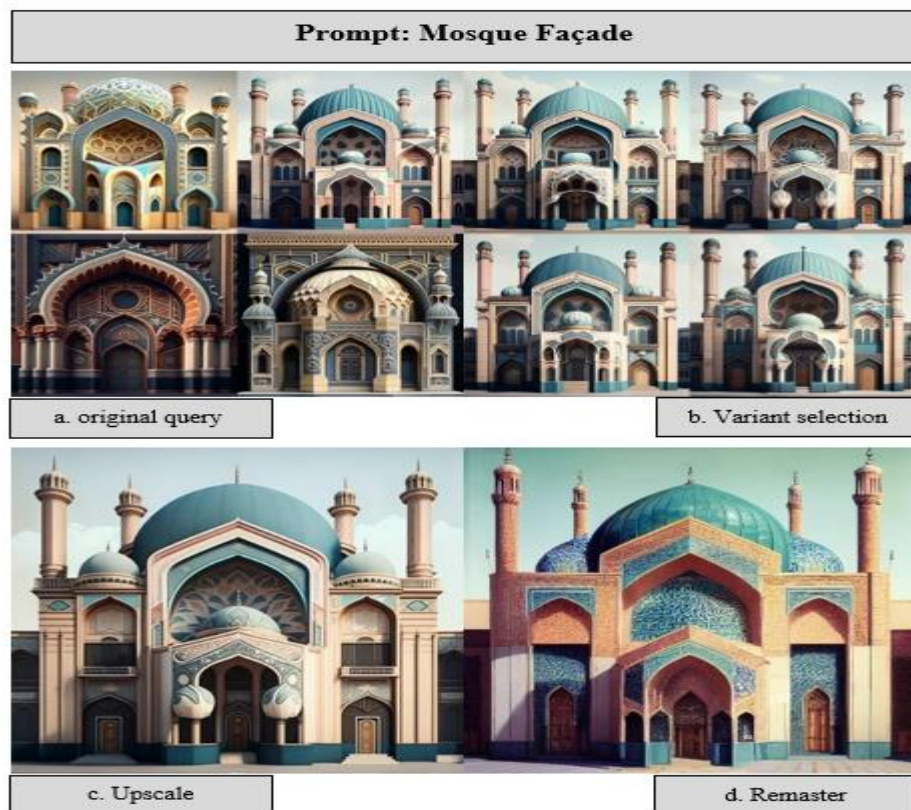 Prompt: Mosque Façade
a. original query
b. Variant selection
c. Upscale
d. Remaster